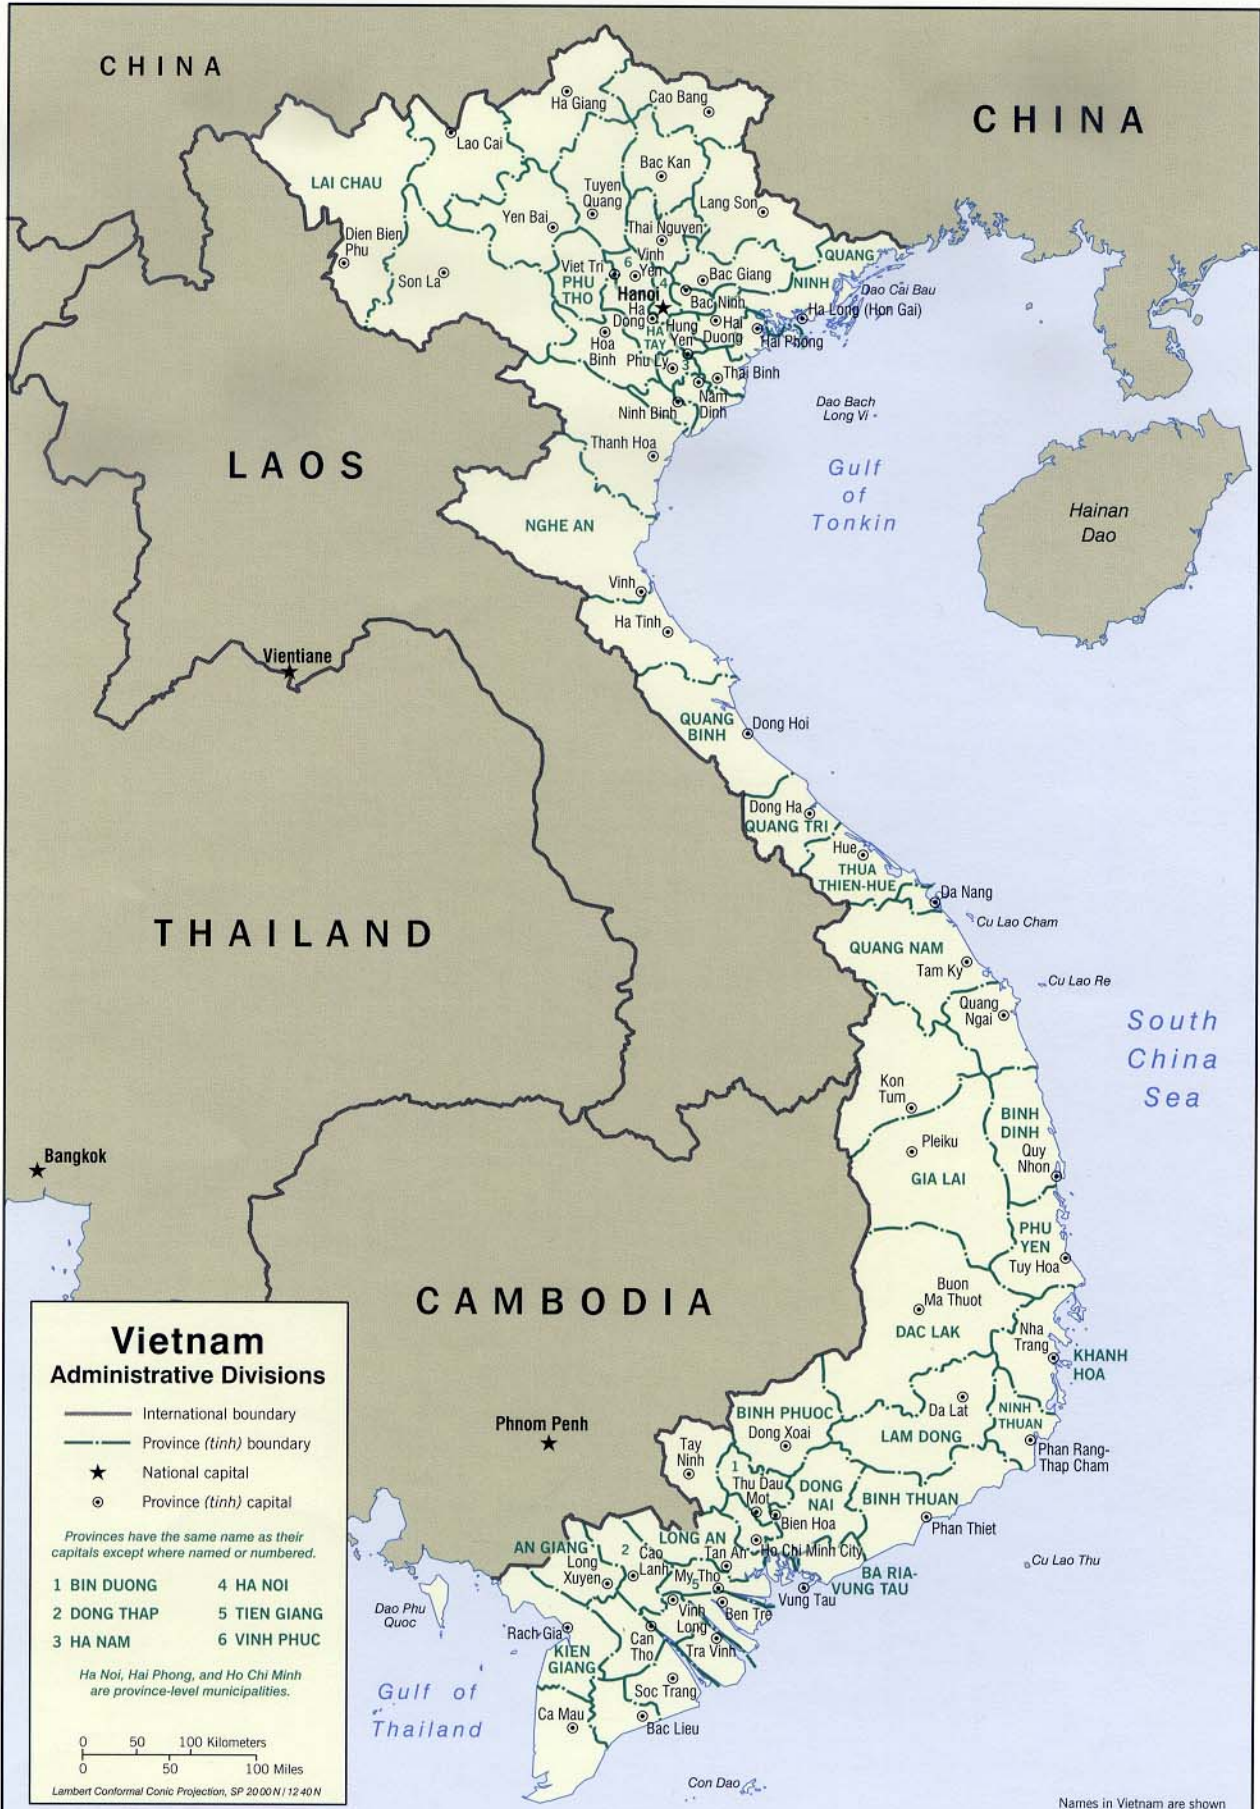 CHINA
CHINA
Ha Giang
Cao Bang
Lao Cai
Bac Kan
LAI CHAU
Tuyen
Quang
Lang Son
Yen Bai
Thai Nguyen
Dien Bien
Phu
Son La
Viet Tri
6
Vinh
Yen
QUANG
NINH
PHU
THO
4
Bac Giang
Dao Cai Bau
Hanoi
Bac Ninh
Ha Long (Hon Gai)
Ha
Dong
HA
TAY
Hung
Yen
Hai
Duong
Hai Phong
Hoa
Binh
Phu Ly
3
Thai Binh
Nam
Dinh
Ninh Binh
Dao Bach
Long Vi
Thanh Hoa
LAOS
Gulf
of
Tonkin
Hainan
Dao
NGHE AN
Vinh
Ha Tinh
Vientiane
QUANG
BINH
Dong Hoi
Dong Ha
QUANG TRI
Hue
THUA
THIEN-HUE
Da Nang
Cu Lao Cham
THAILAND
QUANG NAM
Tam Ky
Cu Lao Re
Quang
Ngai
South
China
Sea
Kon
Tum
BINH
DINH
Pleiku
Quy
Nhon
Bangkok
GIA LAI
PHU
YEN
Tuy Hoa
CAMBODIA
Buon
Ma Thuot
DAC LAK
Nha
Trang
KHANH
HOA
Da Lat
NINH
THUAN
BINH PHUOC
Dong Xoai
LAM DONG
Phnom Penh
Tay
Ninh
Phan Rang-
Thap Cham
1
Thu Dau
Mot
DONG
NAI
BINH THUAN
Bien Hoa
Phan Thiet
AN GIANG
LONG AN
Ho Chi Minh City
2
Cao
Lanh
Tan An
Long
Xuyen
My Tho
5
BA RIA-
VUNG TAU
Vung Tau
Cu Lao Thu
Dao Phu
Quoc
Ben Tre
Vinh
Long
Rach Gia
Can
Tho
Tra Vinh
KIEN
GIANG
Soc Trang
Gulf of
Thailand
Ca Mau
Bac Lieu
Con Dao
Vietnam
Administrative Divisions
International boundary
Province (tinh) boundary
National capital
Province (tinh) capital
Provinces have the same name as their
capitals except where named or numbered.
1 BIN DUONG
4 HA NOI
2 DONG THAP
5 TIEN GIANG
3 HA NAM
6 VINH PHUC
Ha Noi, Hai Phong, and Ho Chi Minh
are province-level municipalities.
0 50 100 Kilometers
0 50 100 Miles
Lambert Conformal Conic Projection, SP 20 00 N / 12 40 N
Names in Vietnam are shown